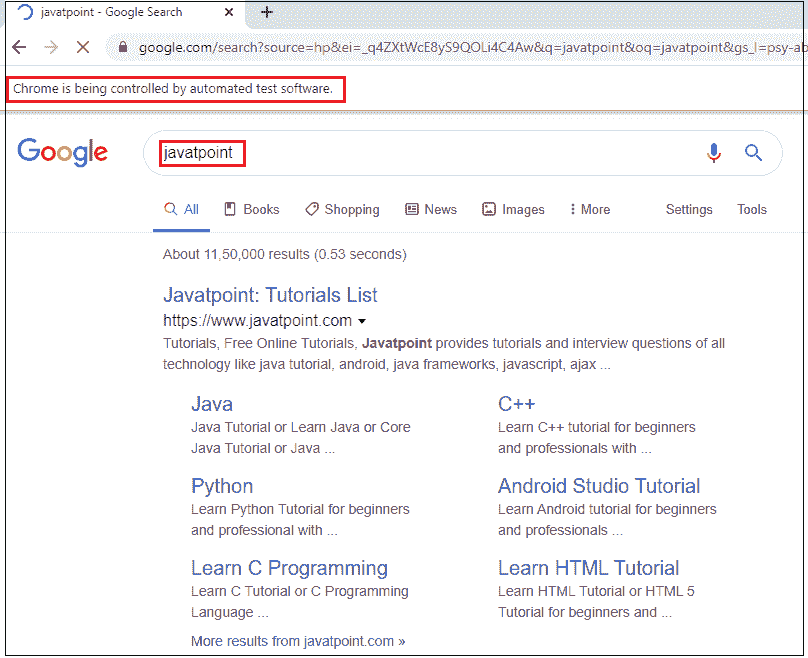 javatpoint - Google Search
google.com/search?source=hp&ei=_q4ZXtWcE8yS9QOLi4C4Aw&q=javatpoint&oq=javatpoint&gs_l=psy-ab
Chrome is being controlled by automated test software.
Google javatpoint
All Books Shopping News Images More Settings Tools
About 11,50,000 results (0.53 seconds)
Javatpoint: Tutorials List
https://www.javatpoint.com
Tutorials, Free Online Tutorials, Javatpoint provides tutorials and interview questions of all
technology like java tutorial, android, java frameworks, javascript, ajax ...
Java
Java Tutorial or Learn Java or Core
Java Tutorial or Java ...
C++
Learn C++ tutorial for beginners
and professionals with ...
Python
Learn Python Tutorial for beginners
and professional with ...
Android Studio Tutorial
Learn Android tutorial for beginners
and professionals ...
Learn C Programming
Learn C Tutorial or C Programming
Language ...
Learn HTML Tutorial
Learn HTML Tutorial or HTML 5
Tutorial for beginners and ...
More results from javatpoint.com »